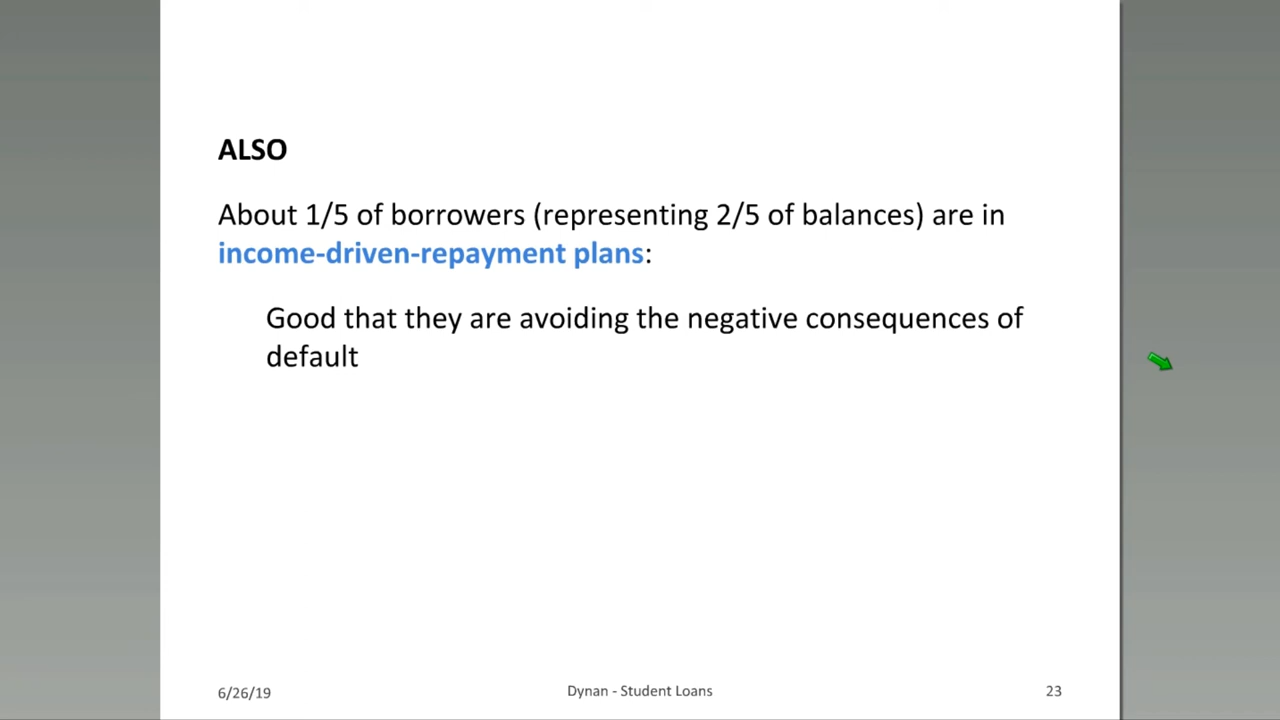 ALSO
About 1/5 of borrowers (representing 2/5 of balances) are in
income-driven-repayment plans:
Good that they are avoiding the negative consequences of
default
6/26/19
Dynan - Student Loans
23